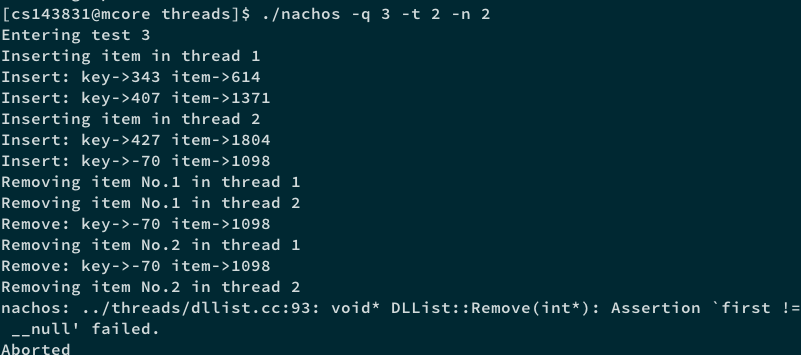 [cs143831@mcore threads]$ ./nachos -q 3 -t 2 -n 2
Entering test 3
Inserting item in thread 1
Insert: key->343 item->614
Insert: key->407 item->1371
Inserting item in thread 2
Insert: key->427 item->1804
Insert: key->-70 item->1098
Removing item No.1 in thread 1
Removing item No.1 in thread 2
Remove: key->-70 item->1098
Removing item No.2 in thread 1
Remove: key->-70 item->1098
Removing item No.2 in thread 2
nachos: ../threads/dllist.cc:93: void* DLList::Remove(int*): Assertion `first !=
 __null' failed.
Aborted